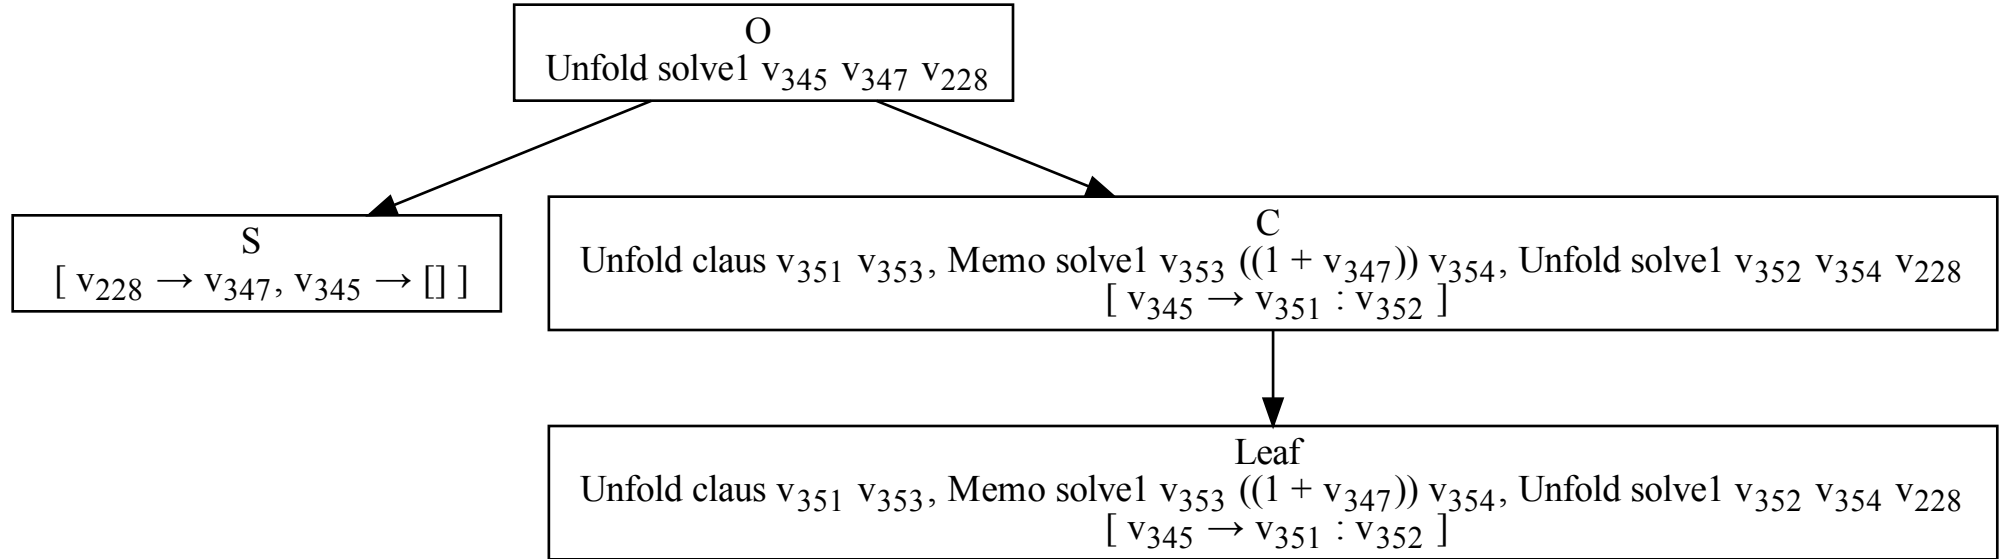 O
Unfold solve1 v₃₄₅ v₃₄₇ v₂₂₈
S
[ v₂₂₈ → v₃₄₇, v₃₄₅ → [] ]
C
Unfold claus v₃₅₁ v₃₅₃, Memo solve1 v₃₅₃ ((1 + v₃₄₇)) v₃₅₄, Unfold solve1 v₃₅₂ v₃₅₄ v₂₂₈
[ v₃₄₅ → v₃₅₁ : v₃₅₂ ]
Leaf
Unfold claus v₃₅₁ v₃₅₃, Memo solve1 v₃₅₃ ((1 + v₃₄₇)) v₃₅₄, Unfold solve1 v₃₅₂ v₃₅₄ v₂₂₈
[ v₃₄₅ → v₃₅₁ : v₃₅₂ ]